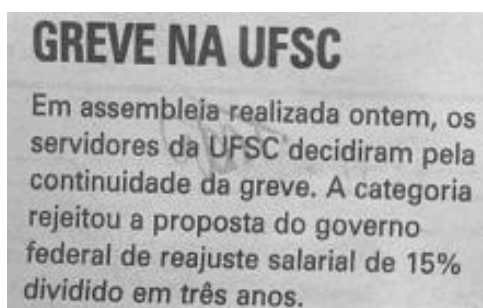 GREVE NA UFSC
Em assembleia realizada ontem, os
servidores da UFSC decidiram pela
continuidade da greve. A categoria
rejeitou a proposta do governo
federal de reajuste salarial de 15%
dividido em três anos.